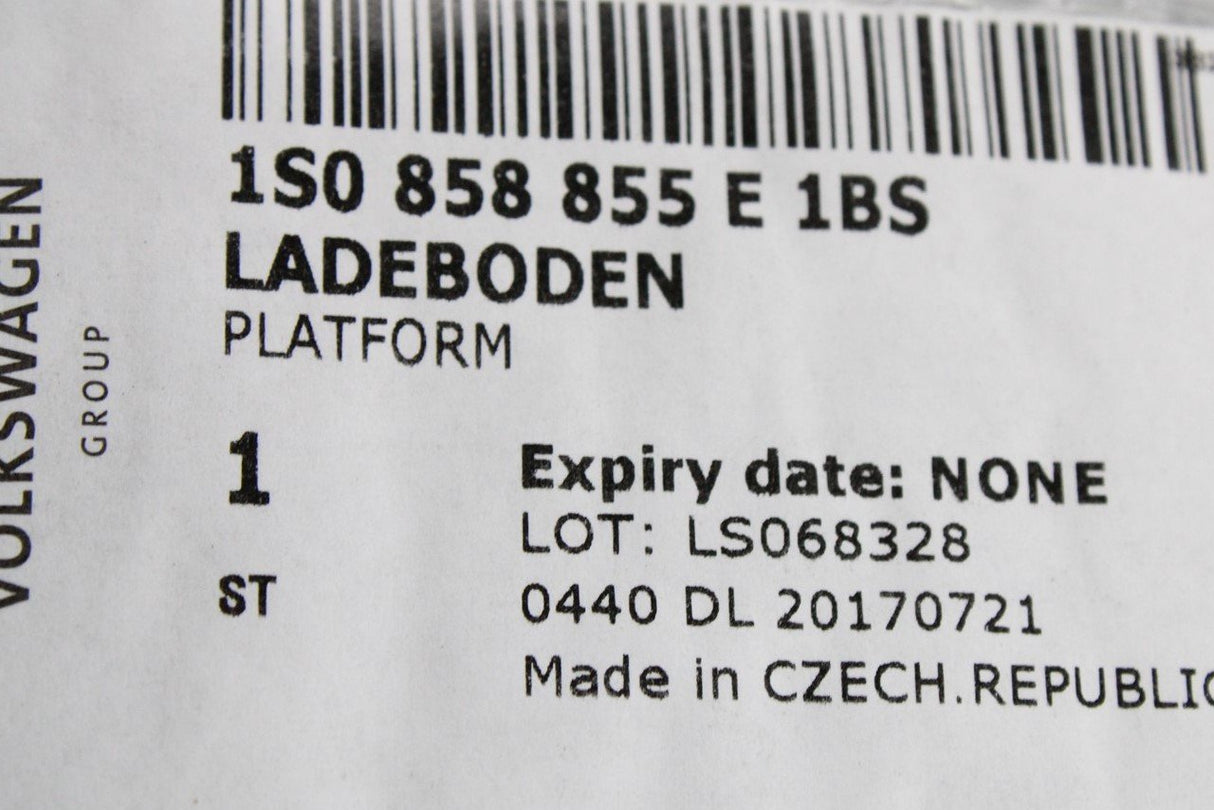 1S0 858 855 E 1BS
LADEBODEN
PLATFORM
1
ST
Expiry date: NONE
LOT: LS068328
0440 DL 20170721
Made in CZECH.REPUBLIC
VOLKSWAGEN
GROUP